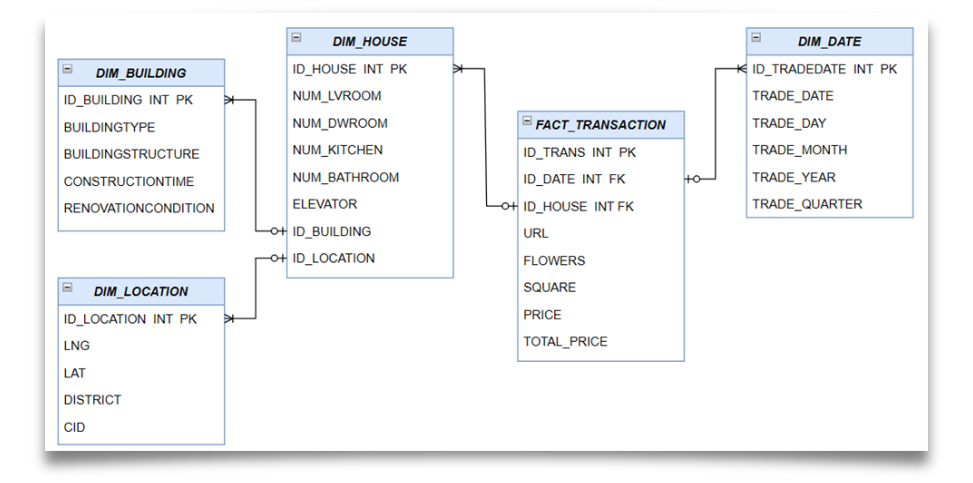 DIM_BUILDING
ID_BUILDING INT PK
BUILDINGTYPE
BUILDINGSTRUCTURE
CONSTRUCTIONTIME
RENOVATIONCONDITION
DIM_LOCATION
ID_LOCATION INT PK
LNG
LAT
DISTRICT
CID
DIM_HOUSE
ID_HOUSE INT PK
NUM_LVROOM
NUM_DWROOM
NUM_KITCHEN
NUM_BATHROOM
ELEVATOR
ID_BUILDING
ID_LOCATION
FACT_TRANSACTION
ID_TRANS INT PK
ID_DATE INT FK
ID_HOUSE INT FK
URL
FLOWERS
SQUARE
PRICE
TOTAL_PRICE
DIM_DATE
ID_TRADEDATE INT PK
TRADE_DATE
TRADE_DAY
TRADE_MONTH
TRADE_YEAR
TRADE_QUARTER